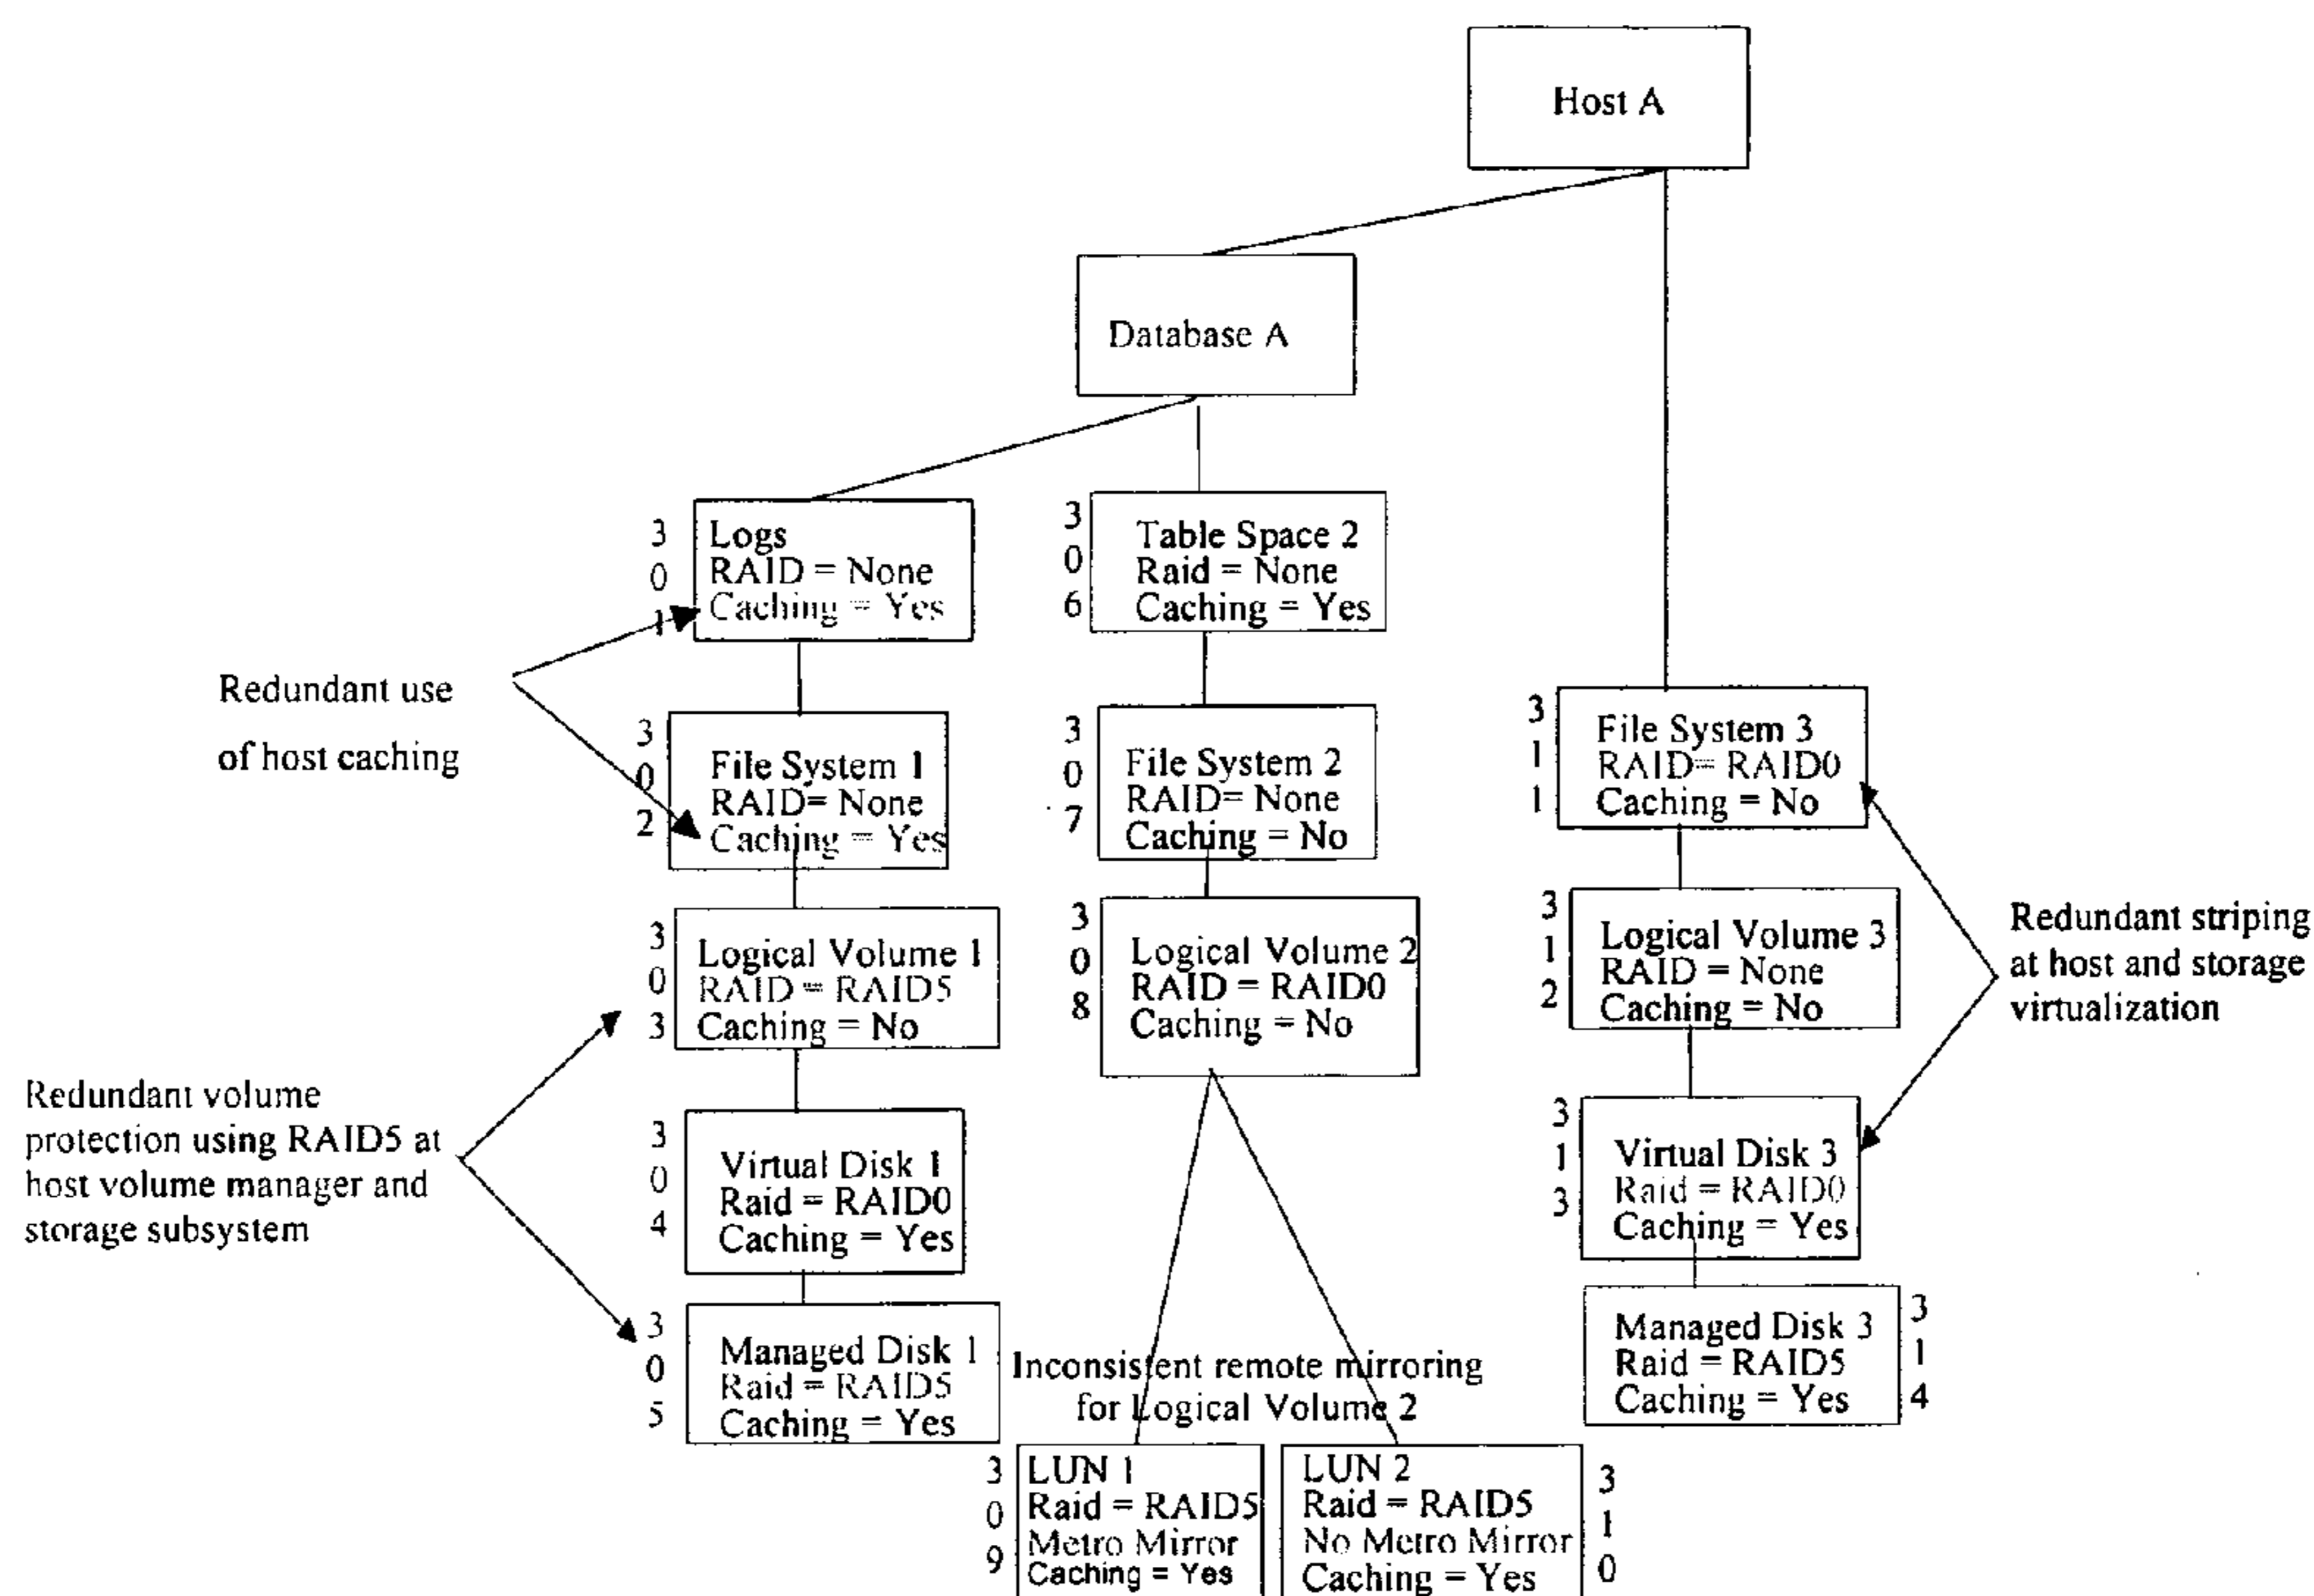 Host A
Database A
301
Logs
RAID = None
Caching = Yes
306
Table Space 2
Raid = None
Caching = Yes
Redundant use
of host caching
302
File System 1
RAID= None
Caching = Yes
307
File System 2
RAID= None
Caching = No
311
File System 3
RAID= RAID0
Caching = No
303
Logical Volume 1
RAID = RAID5
Caching = No
308
Logical Volume 2
RAID = RAID0
Caching = No
312
Logical Volume 3
RAID = None
Caching = No
Redundant striping
at host and storage
virtualization
Redundant volume
protection using RAID5 at
host volume manager and
storage subsystem
304
Virtual Disk 1
Raid = RAID0
Caching = Yes
313
Virtual Disk 3
Raid = RAID0
Caching = Yes
305
Managed Disk 1
Raid = RAID5
Caching = Yes
Inconsistent remote mirroring
for Logical Volume 2
Managed Disk 3
Raid = RAID5
Caching = Yes
314
309
LUN 1
Raid = RAID5
Metro Mirror
Caching = Yes
LUN 2
Raid = RAID5
No Metro Mirror
Caching = Yes
310